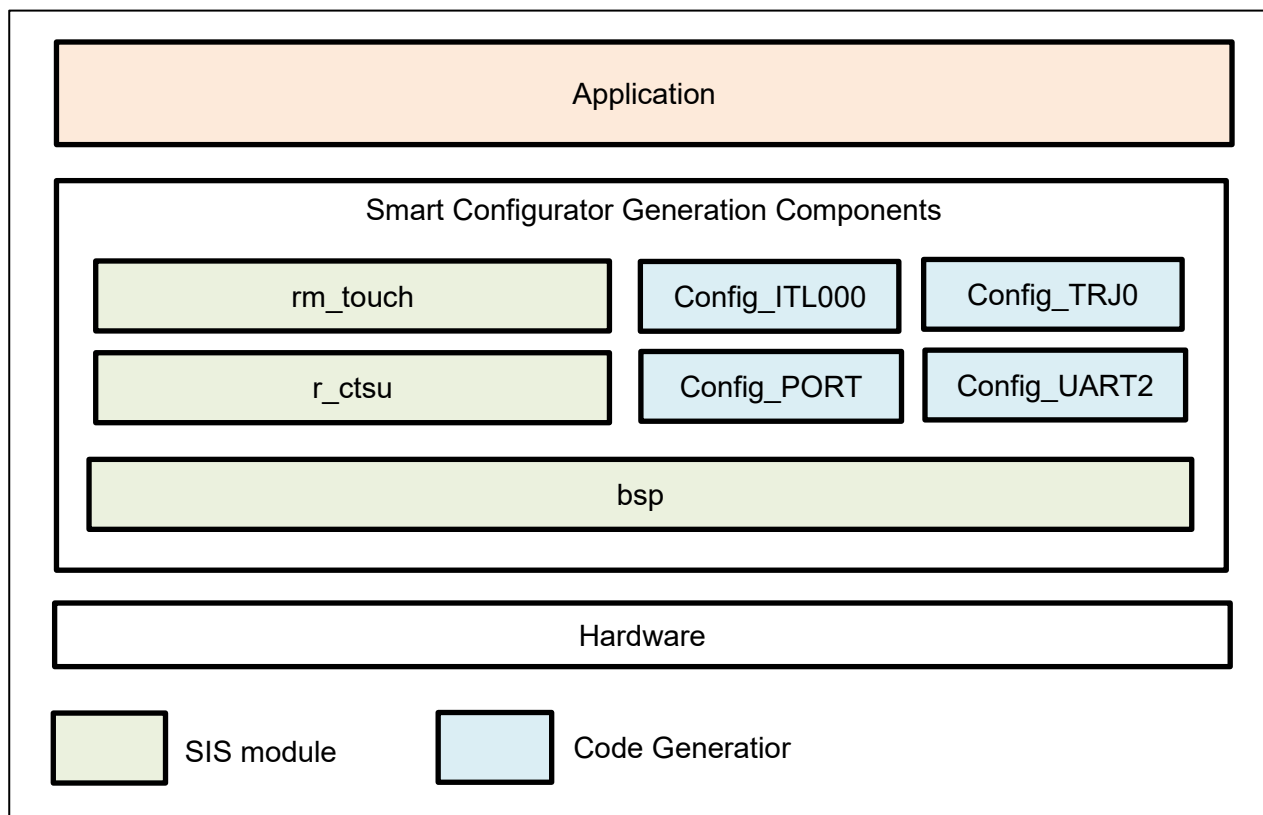 Application
Smart Configurator Generation Components
rm_touch
Config_ITL000
Config_TRJ0
r_ctsu
Config_PORT
Config_UART2
bsp
Hardware
SIS module
Code Generatior